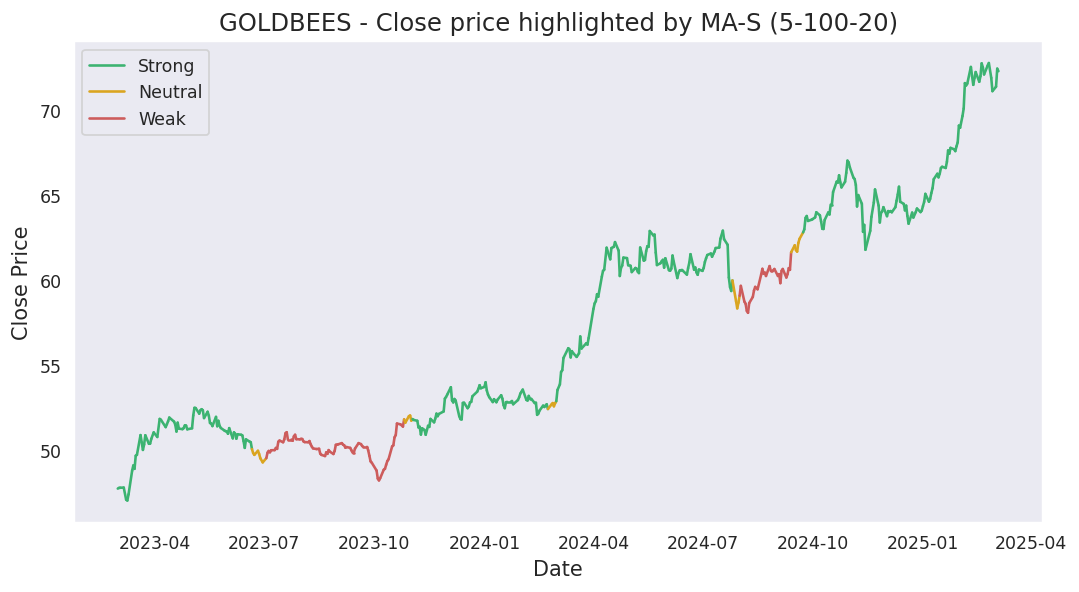 GOLDBEES - Close price highlighted by MA-S (5-100-20)
Strong
Neutral
Weak
Close Price
70
65
60
55
50
2023-04 2023-07 2023-10 2024-01 2024-04 2024-07 2024-10 2025-01 2025-04
Date